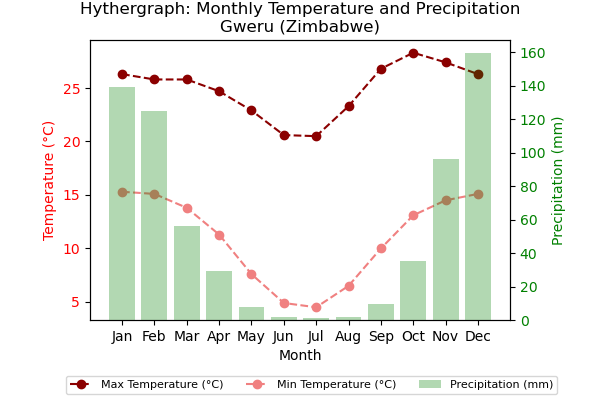 Hythergraph: Monthly Temperature and Precipitation
Gweru (Zimbabwe)
Temperature (°C)
25
20
15
10
5
160
140
120
100
80
60
40
20
0
Precipitation (mm)
Jan Feb Mar Apr May Jun Jul Aug Sep Oct Nov Dec
Month
Max Temperature (°C) Min Temperature (°C) Precipitation (mm)